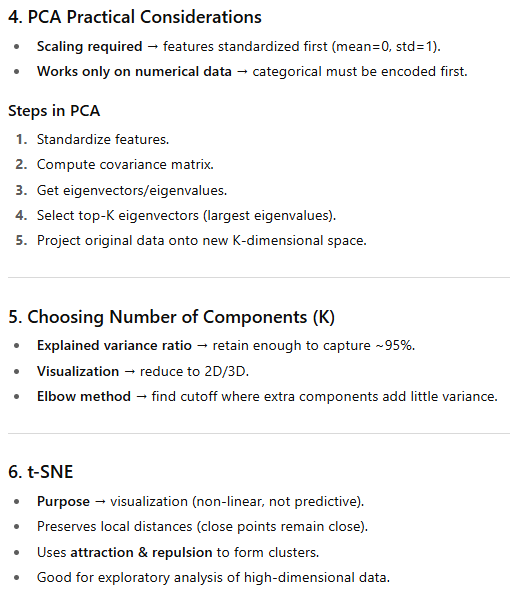 4. PCA Practical Considerations
• Scaling required → features standardized first (mean=0, std=1).
• Works only on numerical data → categorical must be encoded first.
Steps in PCA
1. Standardize features.
2. Compute covariance matrix.
3. Get eigenvectors/eigenvalues.
4. Select top-K eigenvectors (largest eigenvalues).
5. Project original data onto new K-dimensional space.
5. Choosing Number of Components (K)
• Explained variance ratio → retain enough to capture ~95%.
• Visualization → reduce to 2D/3D.
• Elbow method → find cutoff where extra components add little variance.
6. t-SNE
• Purpose → visualization (non-linear, not predictive).
• Preserves local distances (close points remain close).
• Uses attraction & repulsion to form clusters.
• Good for exploratory analysis of high-dimensional data.